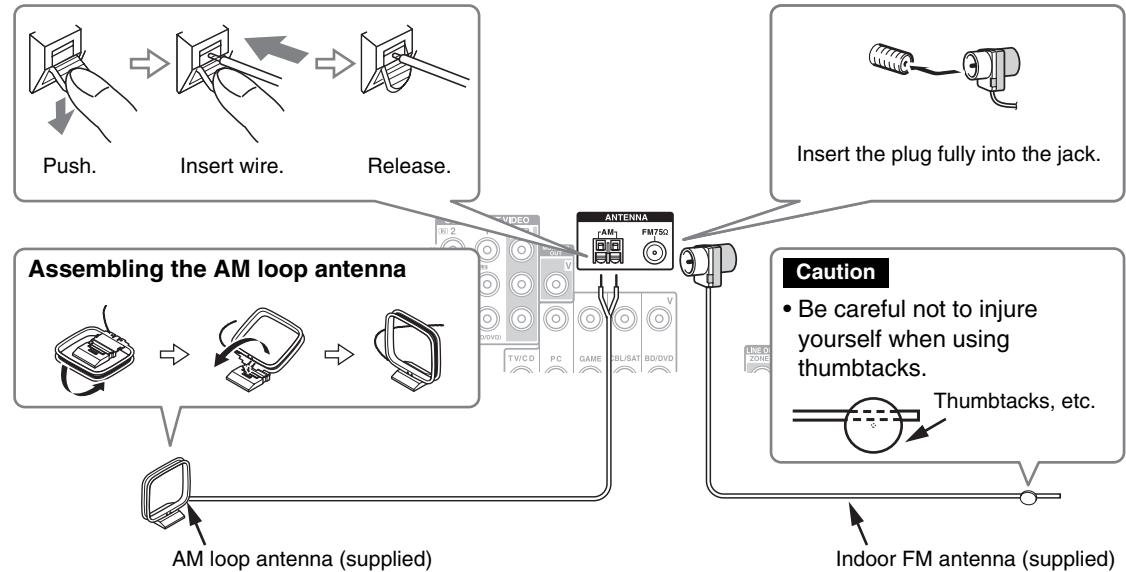 Push.
Insert wire.
Release.
Insert the plug fully into the jack.
VIDEO
IN 2
ANTENNA
AM
FM75Ω
OUT
V
V
Assembling the AM loop antenna
TV/CD
PC
GAME
CBL/SAT
BD/DVD
Caution
• Be careful not to injure
yourself when using
thumbtacks.
Thumbtacks, etc.
AM loop antenna (supplied)
Indoor FM antenna (supplied)